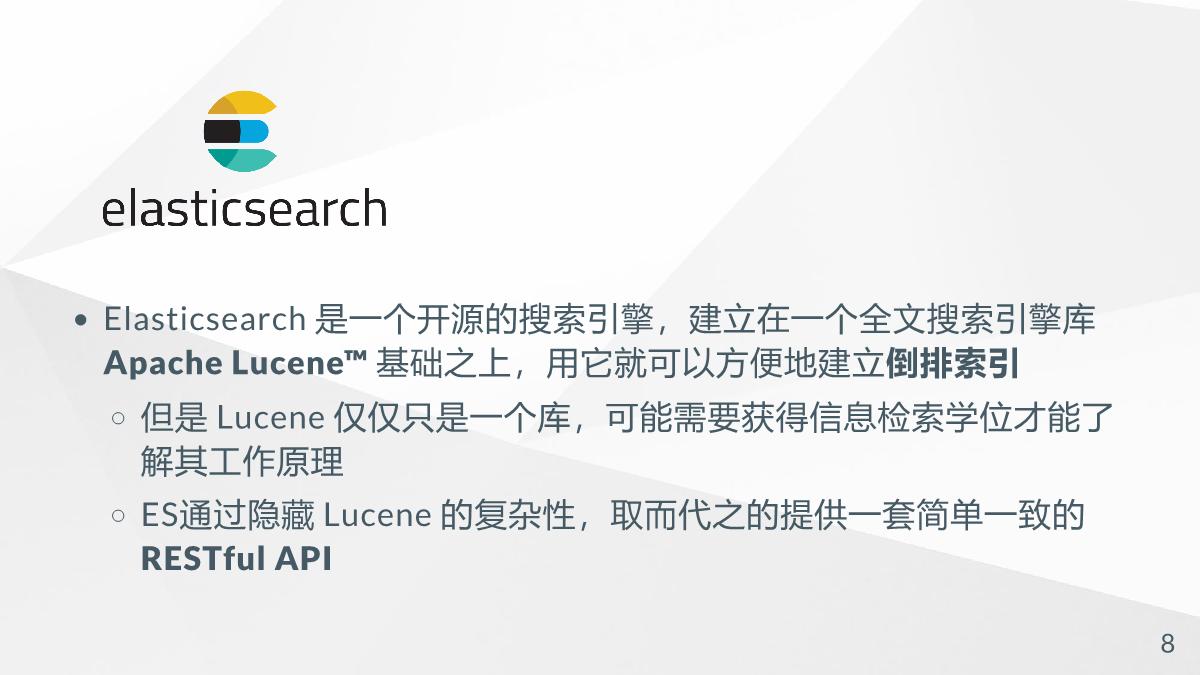 elasticsearch
• Elasticsearch 是一个开源的搜索引擎，建立在一个全文搜索引擎库
Apache Lucene™ 基础之上，用它就可以方便地建立倒排索引
○ 但是 Lucene 仅仅只是一个库，可能需要获得信息检索学位才能了
解其工作原理
○ ES通过隐藏 Lucene 的复杂性，取而代之的提供一套简单一致的
RESTful API
8